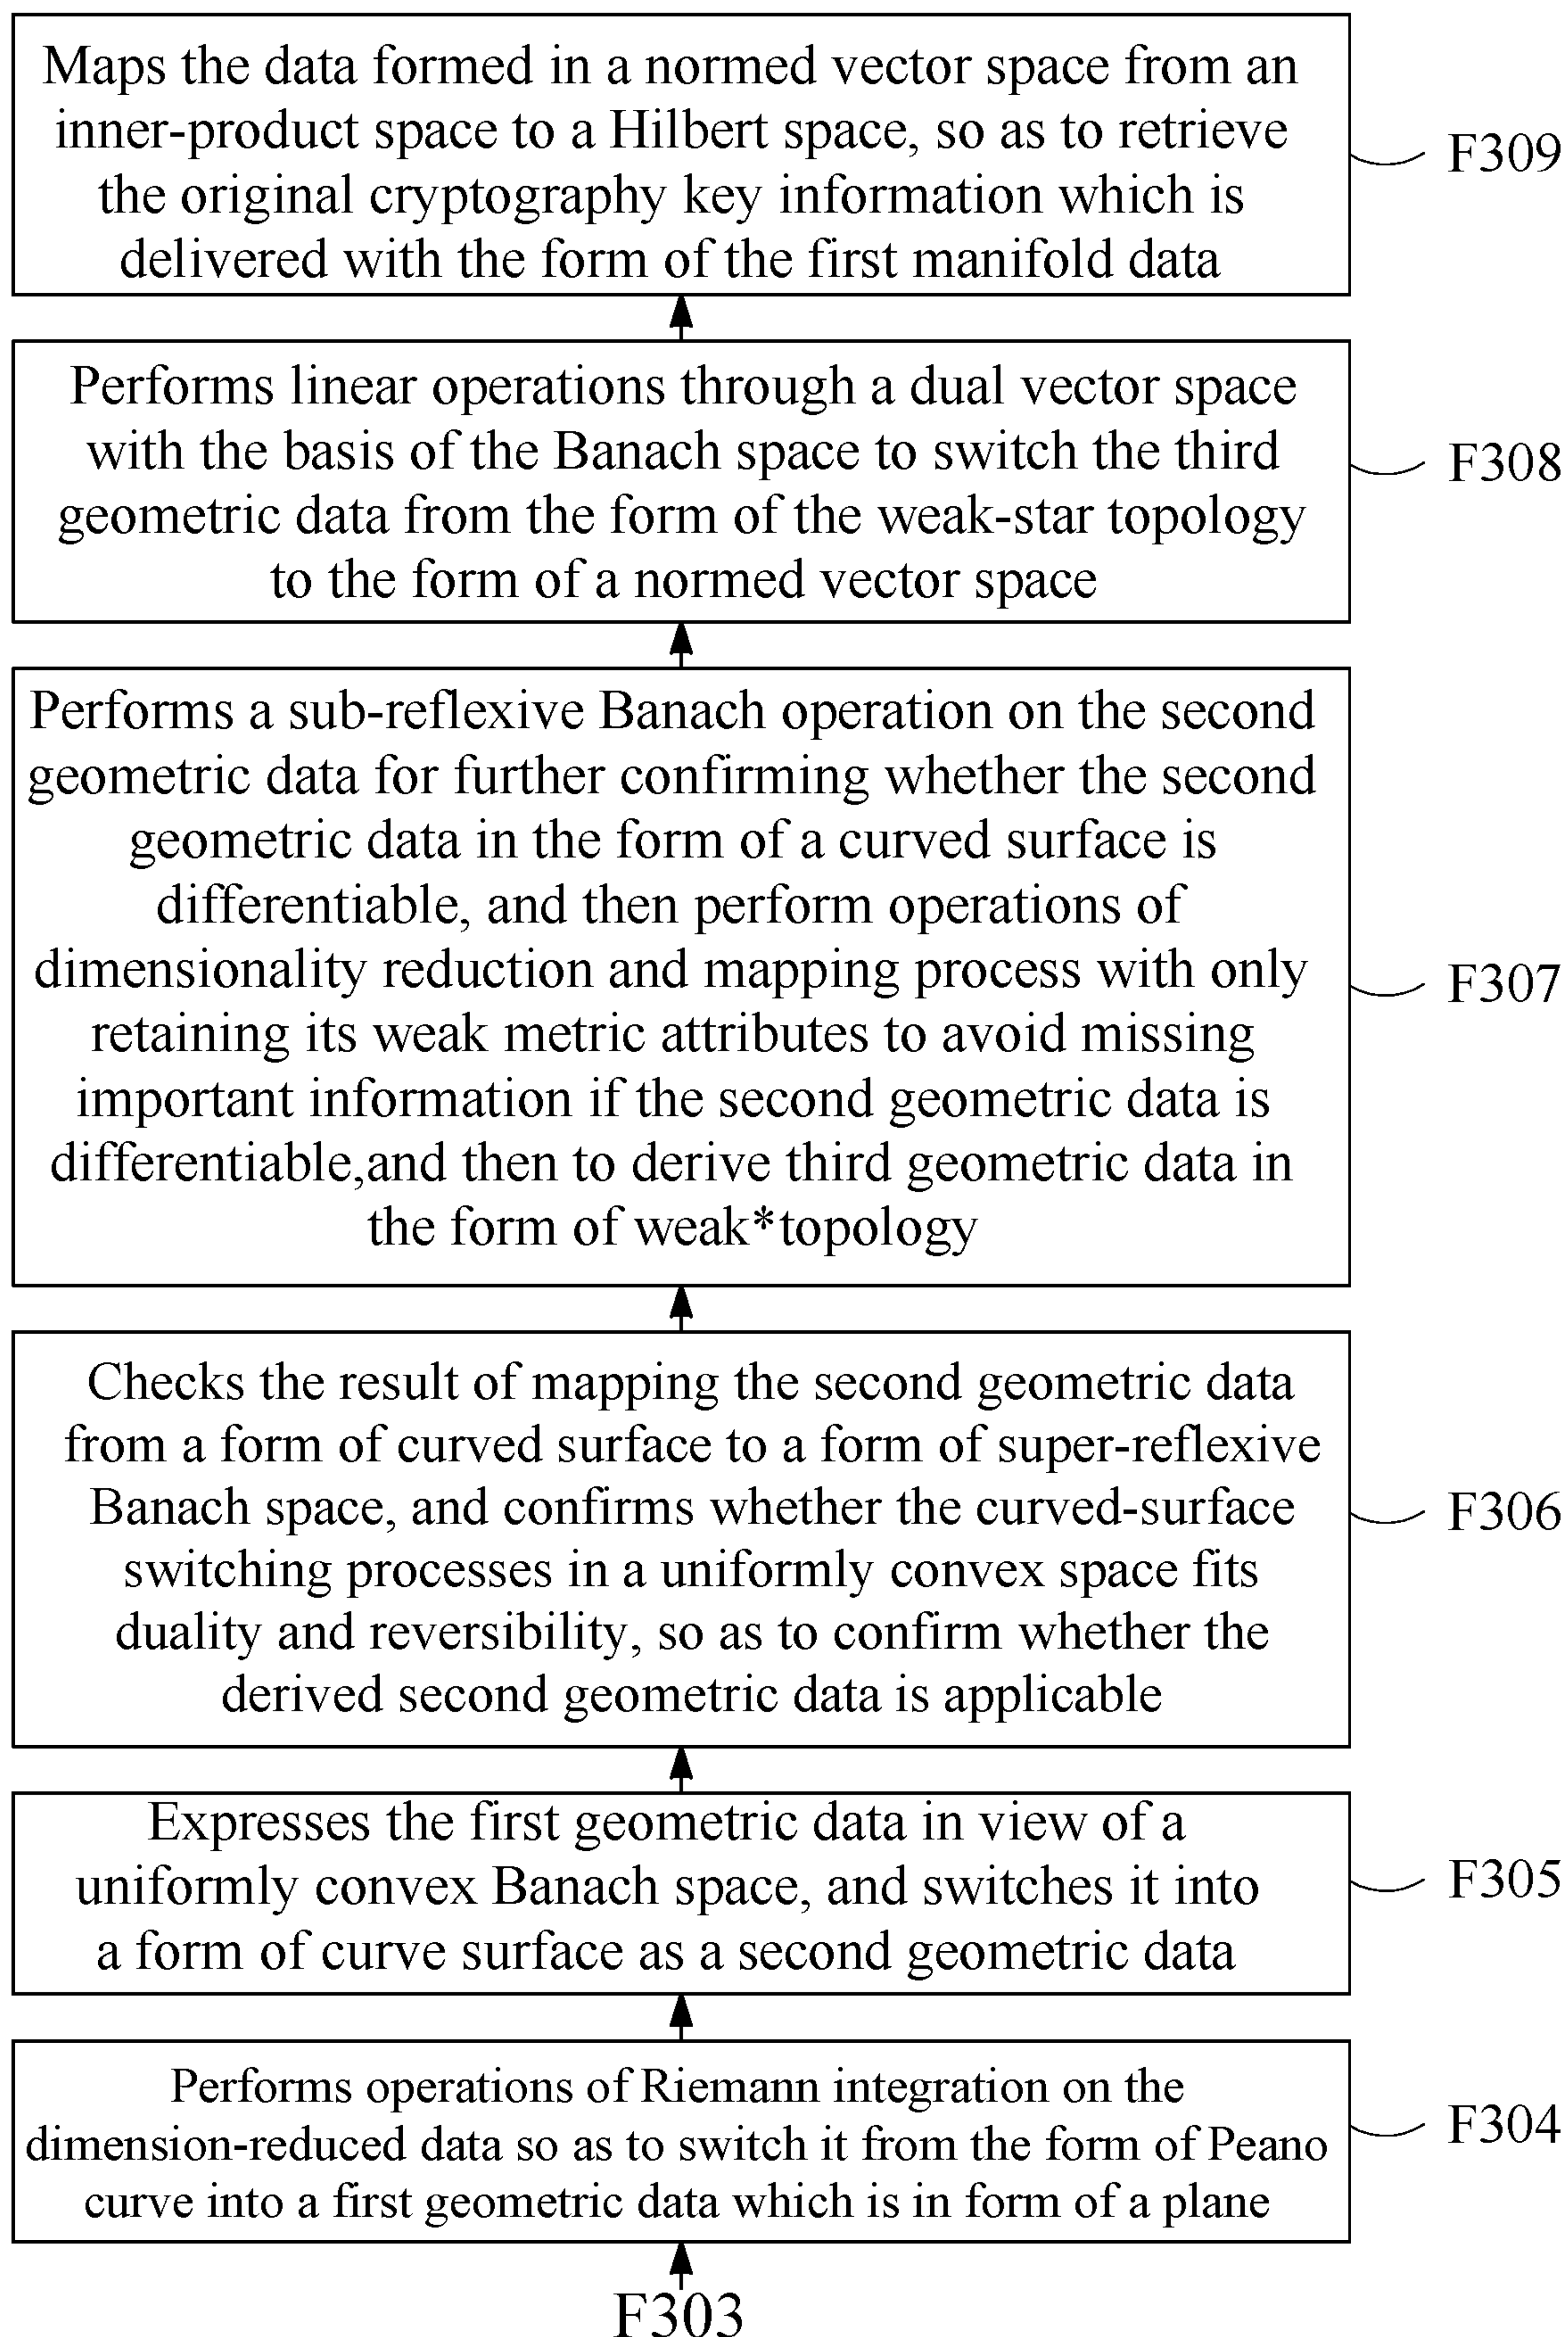 Maps the data formed in a normed vector space from an
inner-product space to a Hilbert space, so as to retrieve
the original cryptography key information which is
delivered with the form of the first manifold data
F309
Performs linear operations through a dual vector space
with the basis of the Banach space to switch the third
geometric data from the form of the weak-star topology
to the form of a normed vector space
F308
Performs a sub-reflexive Banach operation on the second
geometric data for further confirming whether the second
geometric data in the form of a curved surface is
differentiable, and then perform operations of
dimensionality reduction and mapping process with only
retaining its weak metric attributes to avoid missing
important information if the second geometric data is
differentiable,and then to derive third geometric data in
the form of weak*topology
F307
Checks the result of mapping the second geometric data
from a form of curved surface to a form of super-reflexive
Banach space, and confirms whether the curved-surface
switching processes in a uniformly convex space fits
duality and reversibility, so as to confirm whether the
derived second geometric data is applicable
F306
Expresses the first geometric data in view of a
uniformly convex Banach space, and switches it into
a form of curve surface as a second geometric data
F305
Performs operations of Riemann integration on the
dimension-reduced data so as to switch it from the form of Peano
curve into a first geometric data which is in form of a plane
F304
F303